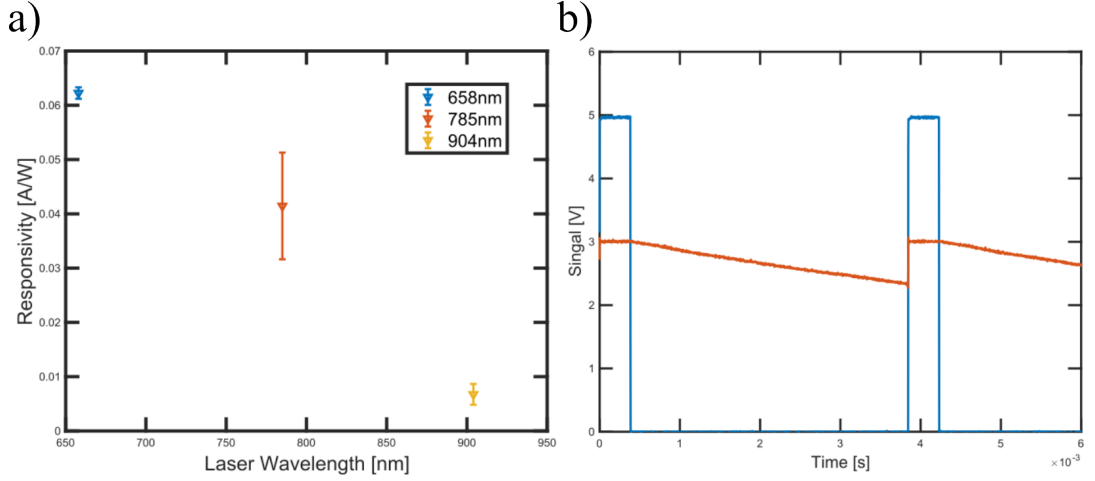 a)
0.07
0.06
0.05
0.04
0.03
0.02
0.01
0
Responsivity [A/W]
650 700 750 800 850 900 950
Laser Wavelength [nm]
658nm
785nm
904nm
b)
6
5
4
3
2
1
0
Singal [V]
0 1 2 3 4 5 6
×10⁻³
Time [s]